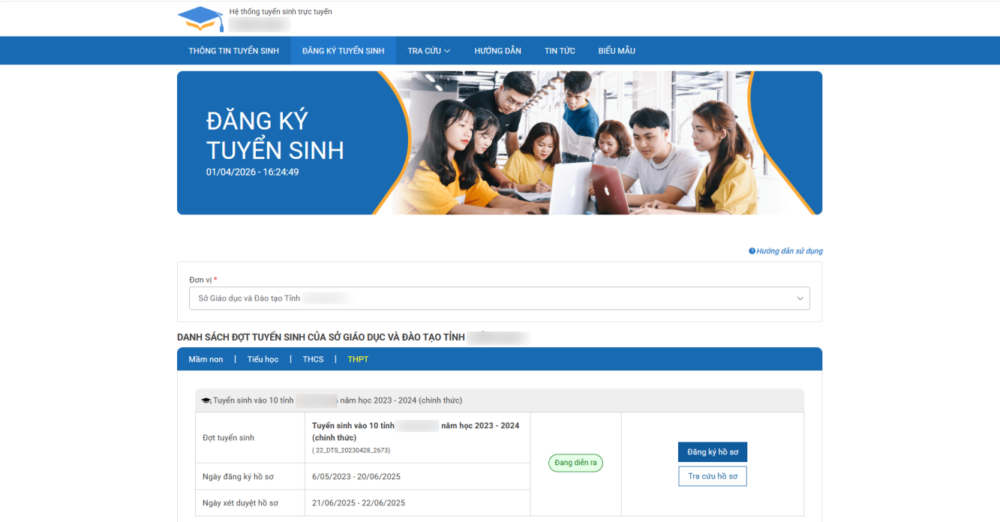 Hệ thống tuyển sinh trực tuyến
THÔNG TIN TUYỂN SINH ĐĂNG KÝ TUYỂN SINH TRA CỨU HƯỚNG DẪN TIN TỨC BIỂU MẪU
ĐĂNG KÝ
TUYỂN SINH
01/04/2026 - 16:24:49
Hướng dẫn sử dụng
Đơn vị *
Sở Giáo dục và Đào tạo Tỉnh
DANH SÁCH ĐỢT TUYỂN SINH CỦA SỞ GIÁO DỤC VÀ ĐÀO TẠO TỈNH
Mầm non | Tiểu học | THCS | THPT
Tuyển sinh vào 10 tỉnh năm học 2023 - 2024 (chính thức)
Đợt tuyển sinh
Tuyển sinh vào 10 tỉnh năm học 2023 - 2024
(chính thức)
( 22_DTS_20230428_2673)
Ngày đăng ký hồ sơ 6/05/2023 - 20/06/2025
Ngày xét duyệt hồ sơ 21/06/2025 - 22/06/2025
Đang diễn ra
Đăng ký hồ sơ
Tra cứu hồ sơ